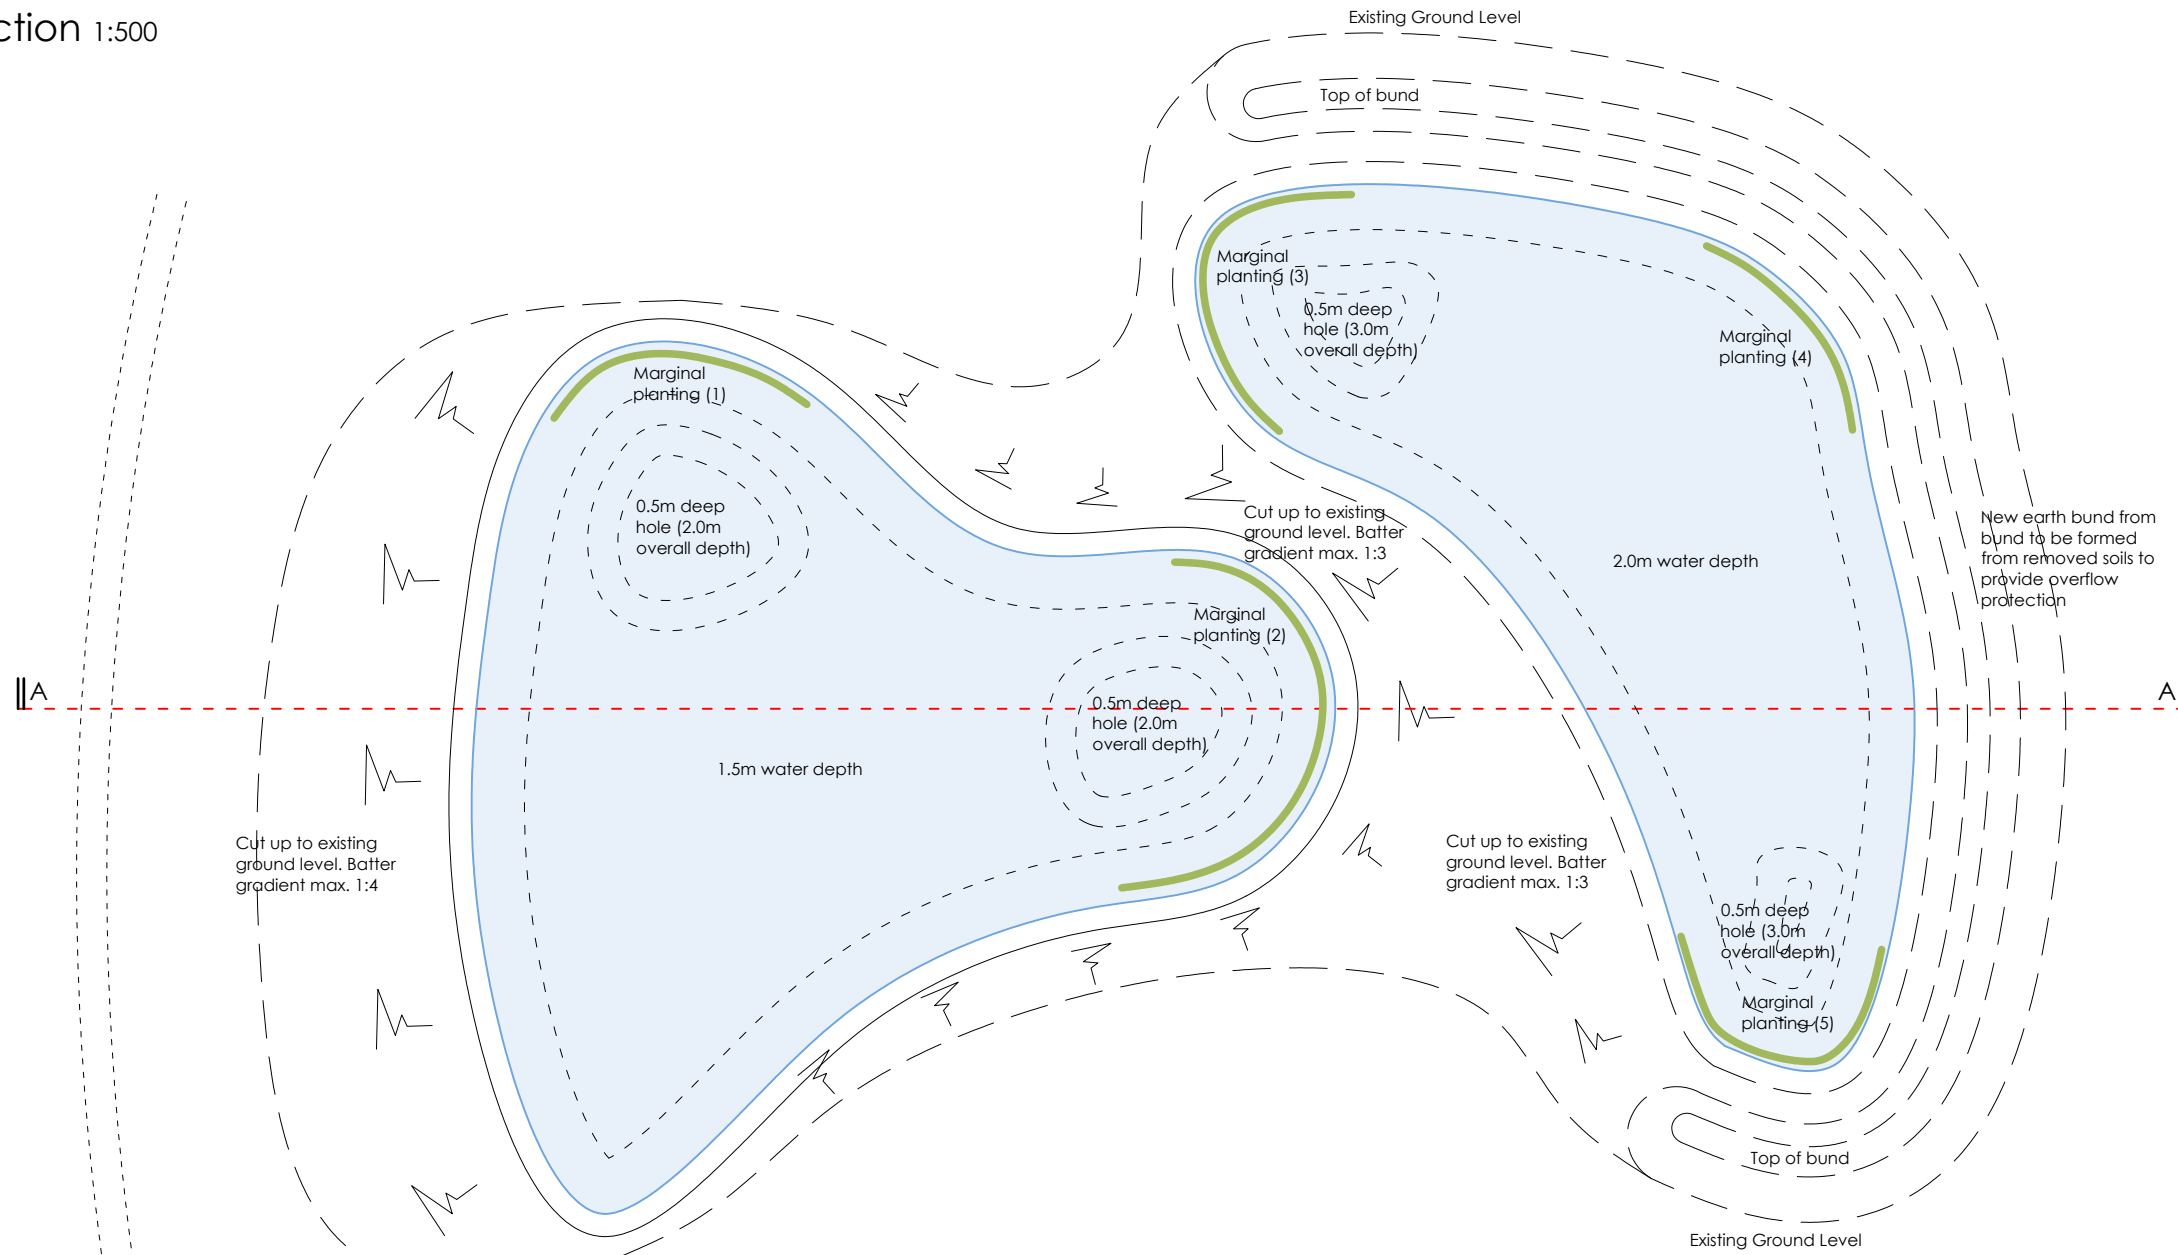 ction 1:500
Existing Ground Level
Top of bund
Marginal
planting (3)
0.5m deep
hole (3.0m
overall depth)
Marginal
planting (4)
Marginal
planting (1)
0.5m deep
hole (2.0m
overall depth)
Cut up to existing
ground level. Batter
gradient max. 1:3
2.0m water depth
New earth bund from
bund to be formed
from removed soils to
provide overflow
protection
Marginal
planting (2)
A
A
0.5m deep
hole (2.0m
overall depth)
1.5m water depth
Cut up to existing
ground level. Batter
gradient max. 1:4
Cut up to existing
ground level. Batter
gradient max. 1:3
0.5m deep
hole (3.0m
overall depth)
Marginal
planting (5)
Top of bund
Existing Ground Level